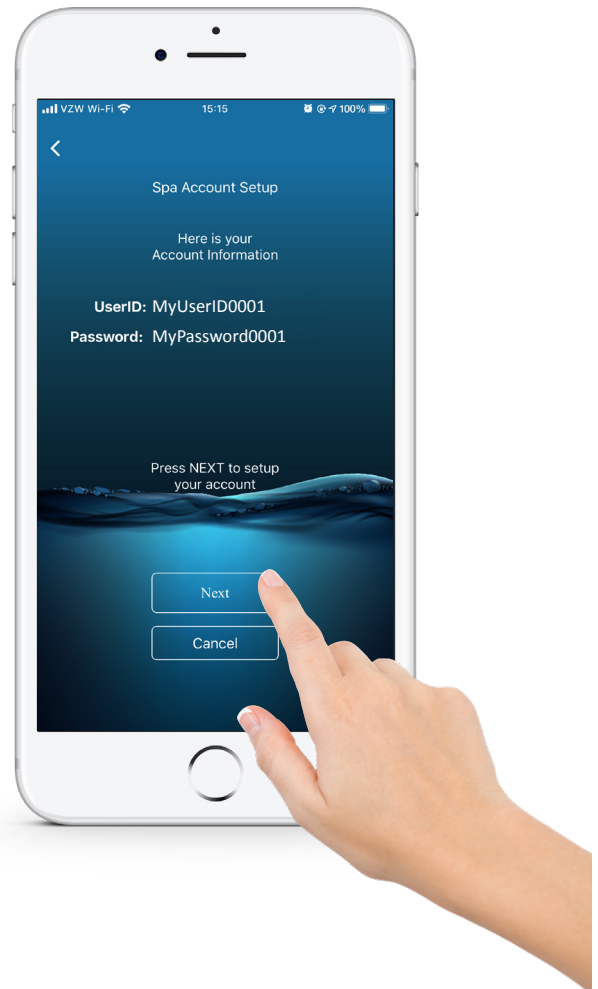 VZW Wi-Fi 15:15 100%
Spa Account Setup
Here is your
Account Information
UserID: MyUserID0001
Password: MyPassword0001
Press NEXT to setup
your account
Next
Cancel